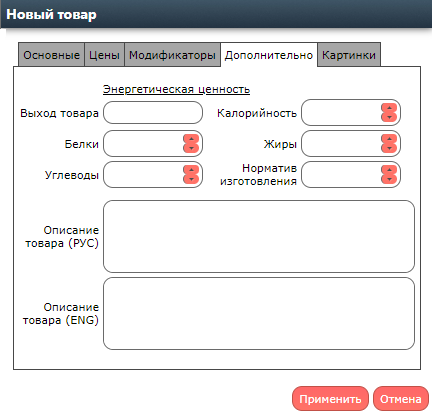 Новый товар
Основные Цены Модификаторы Дополнительно Картинки
Энергетическая ценность
Выход товара Калорийность
Белки Жиры
Углеводы Норматив изготовления
Описание
товара (РУС)
Описание
товара (ENG)
Применить Отмена